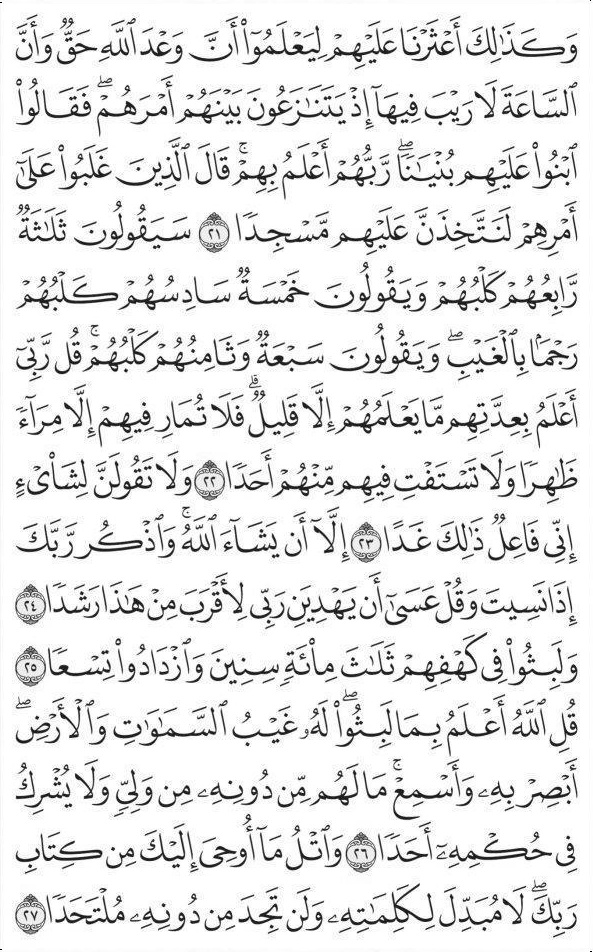 وَكَذَٰلِكَ أَعْثَرْنَا عَلَيْهِمْ لِيَعْلَمُوٓا۟ أَنَّ وَعْدَ ٱللَّهِ حَقٌّ وَأَنَّ
ٱلسَّاعَةَ لَا رَيْبَ فِيهَآ إِذْ يَتَنَٰزَعُونَ بَيْنَهُمْ أَمْرَهُمْ ۖ فَقَالُوا۟
ٱبْنُوا۟ عَلَيْهِم بُنْيَٰنًا ۖ رَّبُّهُمْ أَعْلَمُ بِهِمْ ۚ قَالَ ٱلَّذِينَ غَلَبُوا۟ عَلَىٰٓ
أَمْرِهِمْ لَنَتَّخِذَنَّ عَلَيْهِم مَّسْجِدًا ٢١ سَيَقُولُونَ ثَلَٰثَةٌ
رَّابِعُهُمْ كَلْبُهُمْ وَيَقُولُونَ خَمْسَةٌ سَادِسُهُمْ كَلْبُهُمْ
رَجْمًۢا بِٱلْغَيْبِ ۖ وَيَقُولُونَ سَبْعَةٌ وَثَامِنُهُمْ كَلْبُهُمْ ۚ قُل رَّبِّىٓ
أَعْلَمُ بِعِدَّتِهِم مَّا يَعْلَمُهُمْ إِلَّا قَلِيلٌ ۗ فَلَا تُمَارِ فِيهِمْ إِلَّا مِرَآءً
ظَٰهِرًا وَلَا تَسْتَفْتِ فِيهِم مِّنْهُمْ أَحَدًا ٢٢ وَلَا تَقُولَنَّ لِشَا۟ىْءٍ
إِنِّى فَاعِلٌ ذَٰلِكَ غَدًا ٢٣ إِلَّآ أَن يَشَآءَ ٱللَّهُ ۚ وَٱذْكُر رَّبَّكَ
إِذَا نَسِيتَ وَقُلْ عَسَىٰٓ أَن يَهْدِيَنِ رَبِّى لِأَقْرَبَ مِنْ هَٰذَا رَشَدًا ٢٤
وَلَبِثُوا۟ فِى كَهْفِهِمْ ثَلَٰثَ مِا۟ئَةٍ سِنِينَ وَٱزْدَادُوا۟ تِسْعًا ٢٥
قُلِ ٱللَّهُ أَعْلَمُ بِمَا لَبِثُوا۟ ۖ لَهُۥ غَيْبُ ٱلسَّمَٰوَٰتِ وَٱلْأَرْضِ ۖ
أَبْصِرْ بِهِۦ وَأَسْمِعْ ۚ مَا لَهُم مِّن دُونِهِۦ مِن وَلِىٍّ وَلَا يُشْرِكُ
فِى حُكْمِهِۦٓ أَحَدًا ٢٦ وَٱتْلُ مَآ أُوحِىَ إِلَيْكَ مِن كِتَابِ
رَبِّكَ ۖ لَا مُبَدِّلَ لِكَلِمَٰتِهِۦ وَلَن تَجِدَ مِن دُونِهِۦ مُلْتَحَدًا ٢٧